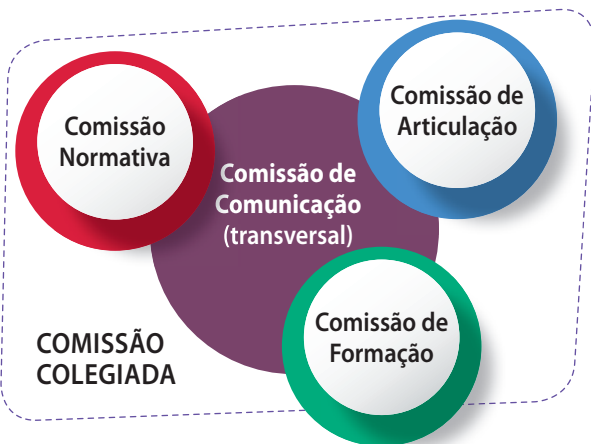 Comissão
Normativa
Comissão de
Articulação
Comissão de
Comunicação
(transversal)
Comissão de
Formação
COMISSÃO
COLEGIADA